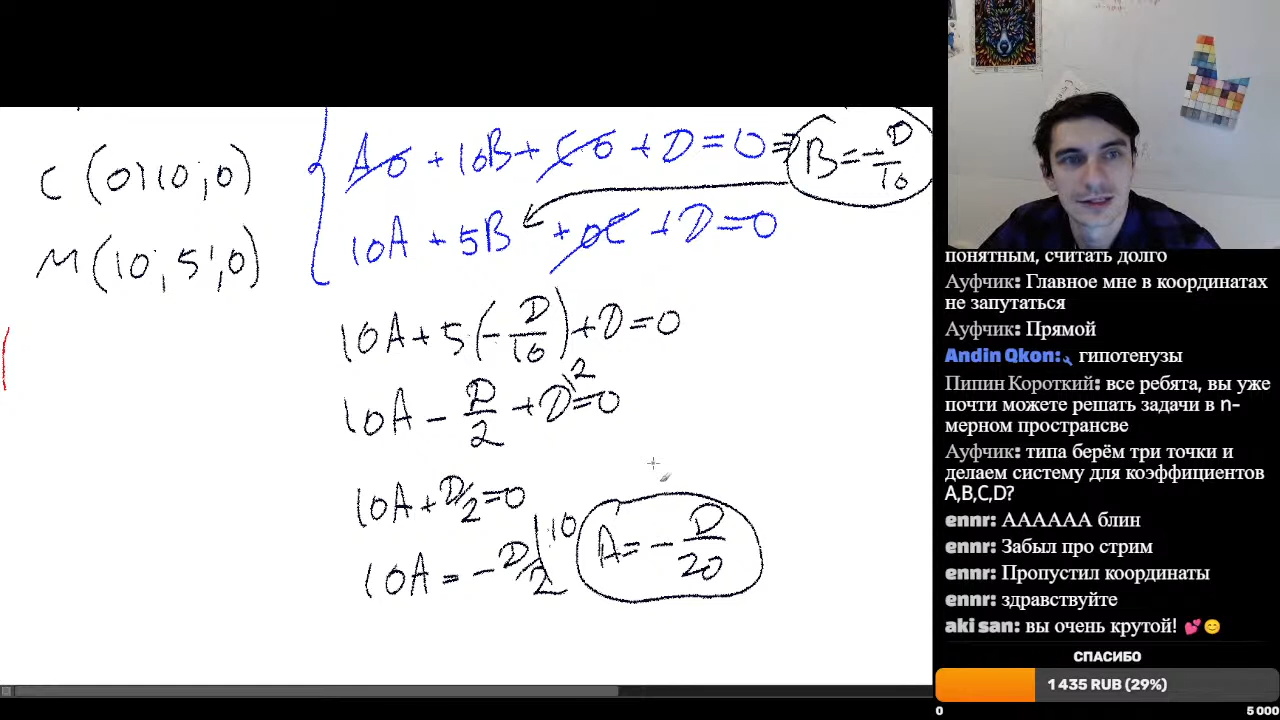 C (0; 10; 0)
M (10; 5; 0)
A0 + 10B + C0 + D = 0 ⇒ B = - D/10
10A + 5B + 0C + D = 0
10A + 5(- D/10) + D = 0
10A - D/2 + D = 0
10A + D/2 = 0
10A = - D/2 | 10
A = - D/20
понятным, считать долго
Ауфчик: Главное мне в координатах
не запутаться
Ауфчик: Прямой
Andin Qkon: гипотенузы
Пипин Короткий: все ребята, вы уже
почти можете решать задачи в n-
мерном пространсве
Ауфчик: типа берём три точки и
делаем систему для коэффициентов
A,B,C,D?
ennr: АААААА блин
ennr: Забыл про стрим
ennr: Пропустил координаты
ennr: здравствуйте
aki san: вы очень крутой! 💕😊
СПАСИБО
1 435 RUB (29%)
0
5 000